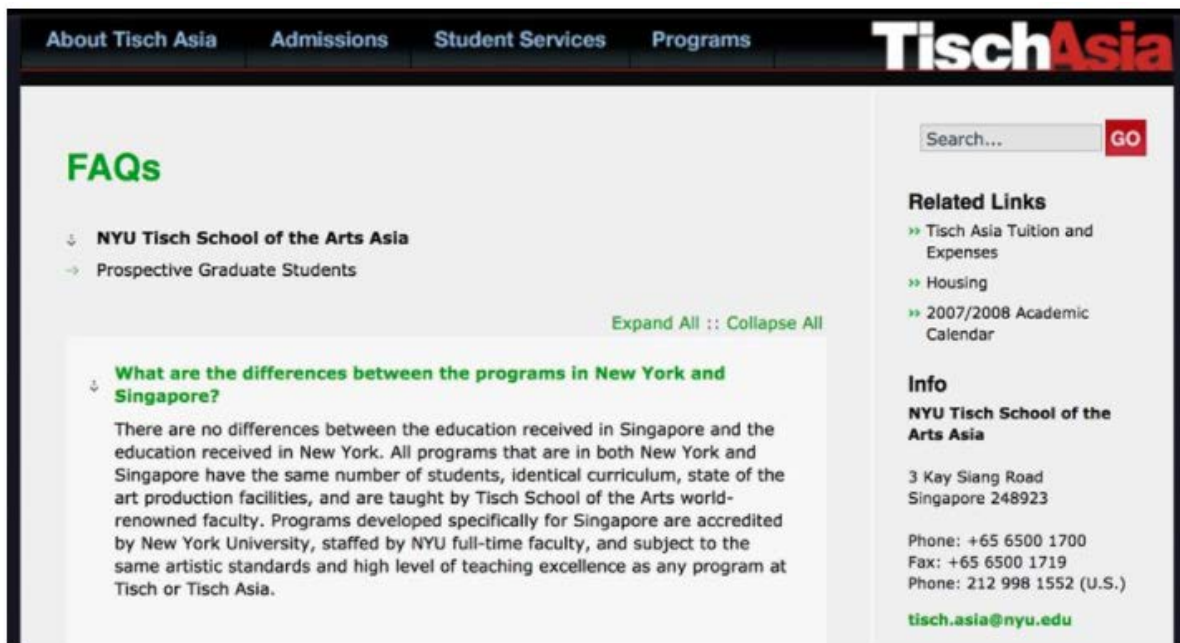 About Tisch Asia
Admissions
Student Services
Programs
TischAsia
FAQs
NYU Tisch School of the Arts Asia
Prospective Graduate Students
Expand All :: Collapse All
What are the differences between the programs in New York and
Singapore?
There are no differences between the education received in Singapore and the
education received in New York. All programs that are in both New York and
Singapore have the same number of students, identical curriculum, state of the
art production facilities, and are taught by Tisch School of the Arts world-
renowned faculty. Programs developed specifically for Singapore are accredited
by New York University, staffed by NYU full-time faculty, and subject to the
same artistic standards and high level of teaching excellence as any program at
Tisch or Tisch Asia.
Search...
GO
Related Links
Tisch Asia Tuition and
Expenses
Housing
2007/2008 Academic
Calendar
Info
NYU Tisch School of the
Arts Asia
3 Kay Siang Road
Singapore 248923
Phone: +65 6500 1700
Fax: +65 6500 1719
Phone: 212 998 1552 (U.S.)
tisch.asia@nyu.edu